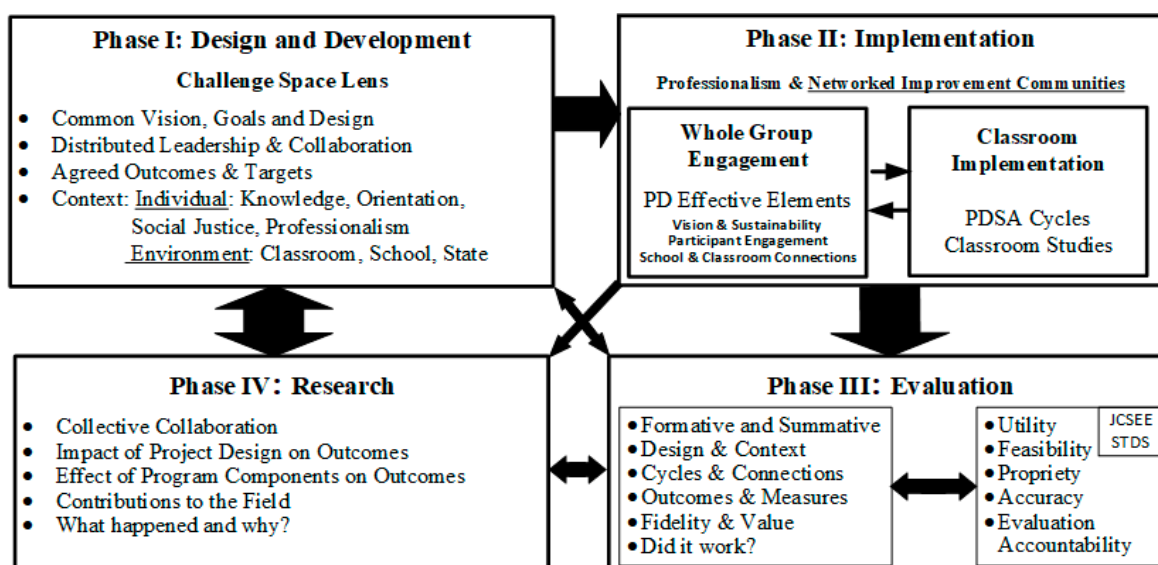 Phase I: Design and Development
Challenge Space Lens
• Common Vision, Goals and Design
• Distributed Leadership & Collaboration
• Agreed Outcomes & Targets
• Context: Individual: Knowledge, Orientation,
Social Justice, Professionalism
Environment: Classroom, School, State
Phase II: Implementation
Professionalism & Networked Improvement Communities
Whole Group
Engagement
PD Effective Elements
Vision & Sustainability
Participant Engagement
School & Classroom Connections
Classroom
Implementation
PDSA Cycles
Classroom Studies
Phase IV: Research
• Collective Collaboration
• Impact of Project Design on Outcomes
• Effect of Program Components on Outcomes
• Contributions to the Field
• What happened and why?
Phase III: Evaluation
• Formative and Summative
• Design & Context
• Cycles & Connections
• Outcomes & Measures
• Fidelity & Value
• Did it work?
• Utility
• Feasibility
• Propriety
• Accuracy
• Evaluation
Accountability
JCSEE
STDS